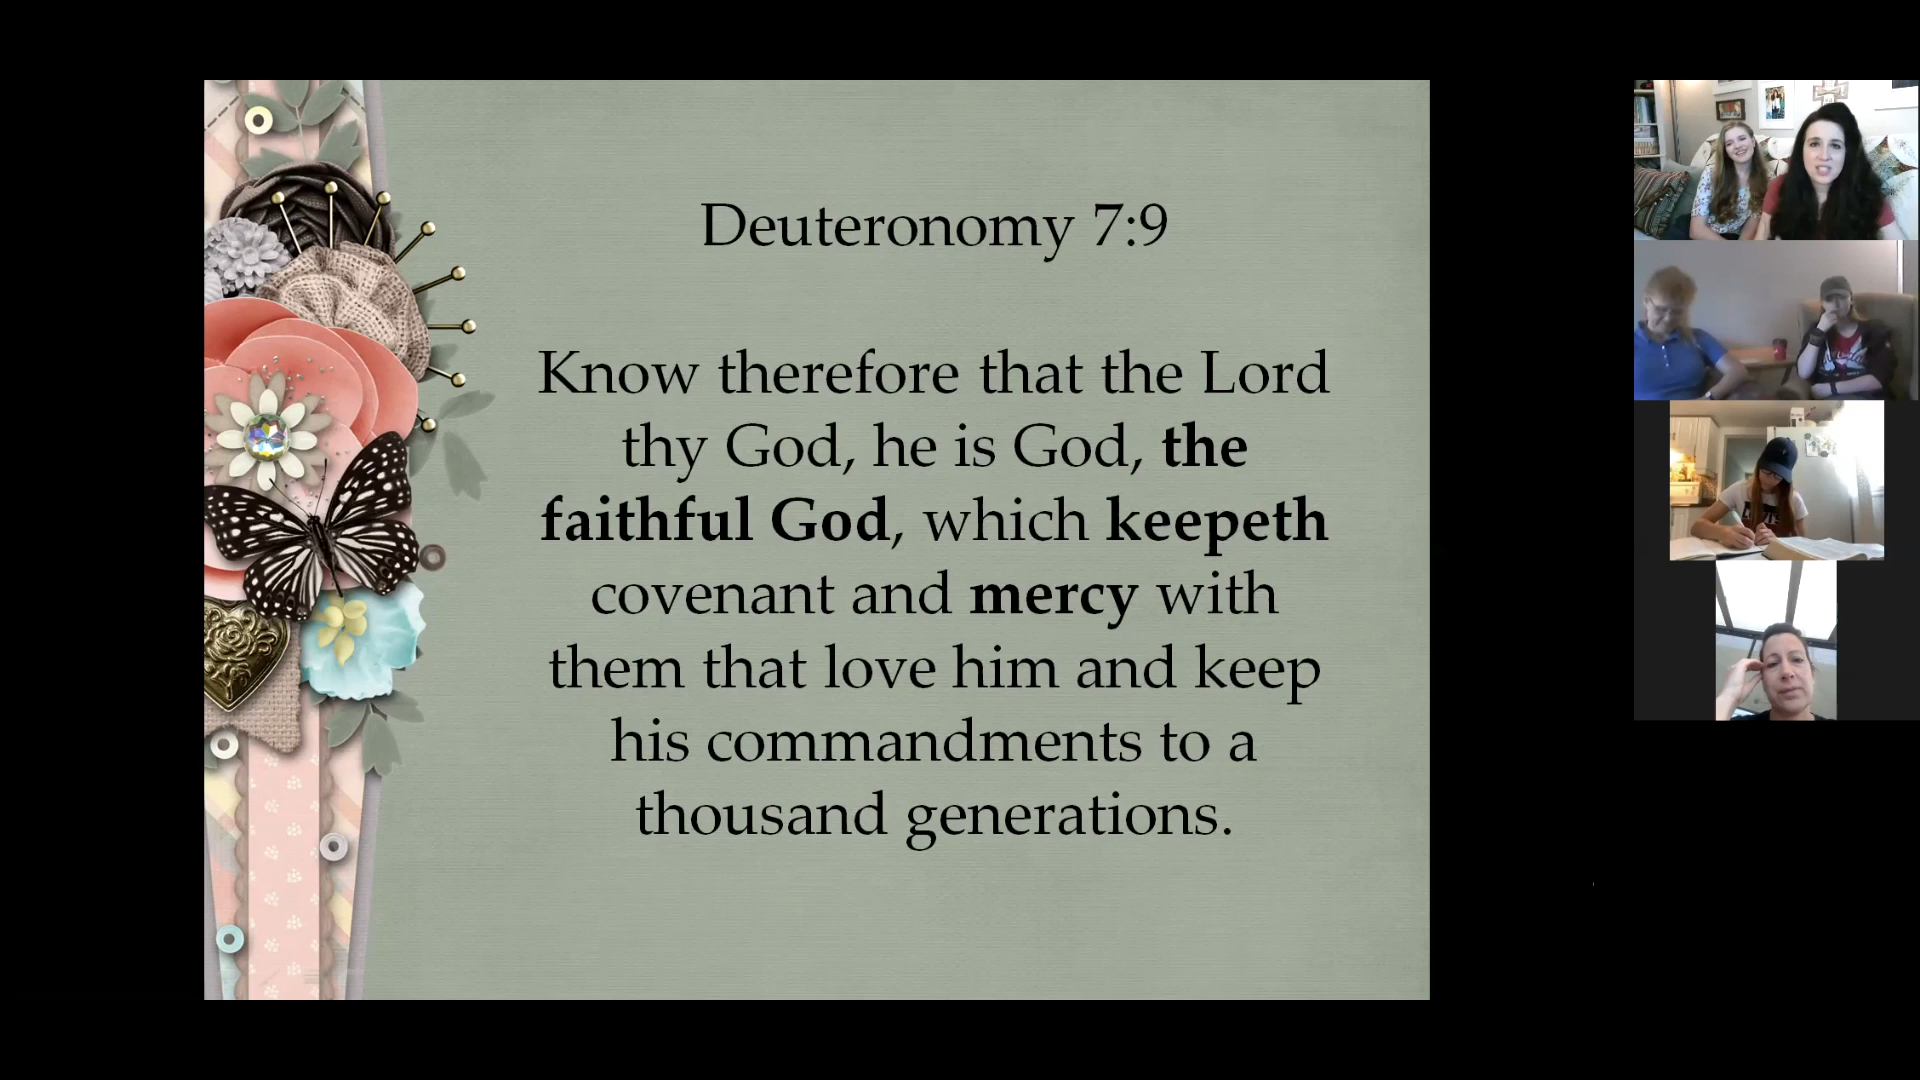 Deuteronomy 7:9
Know therefore that the Lord
thy God, he is God, the
faithful God, which keepeth
covenant and mercy with
them that love him and keep
his commandments to a
thousand generations.